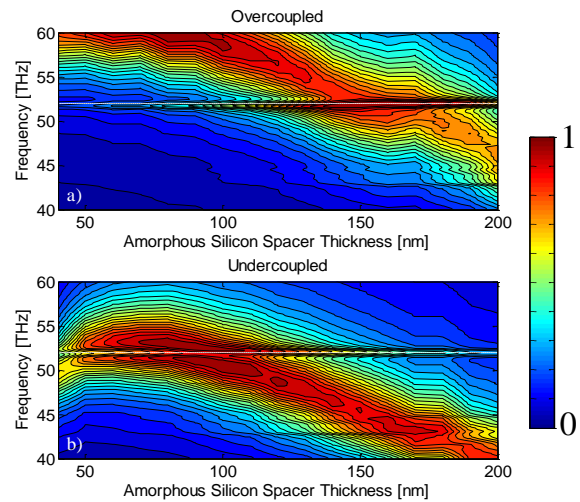 Overcoupled
60
55
50
45
40
Frequency [THz]
a)
50 100 150 200
Amorphous Silicon Spacer Thickness [nm]
Undercoupled
60
55
50
45
40
Frequency [THz]
b)
50 100 150 200
Amorphous Silicon Spacer Thickness [nm]
1
0